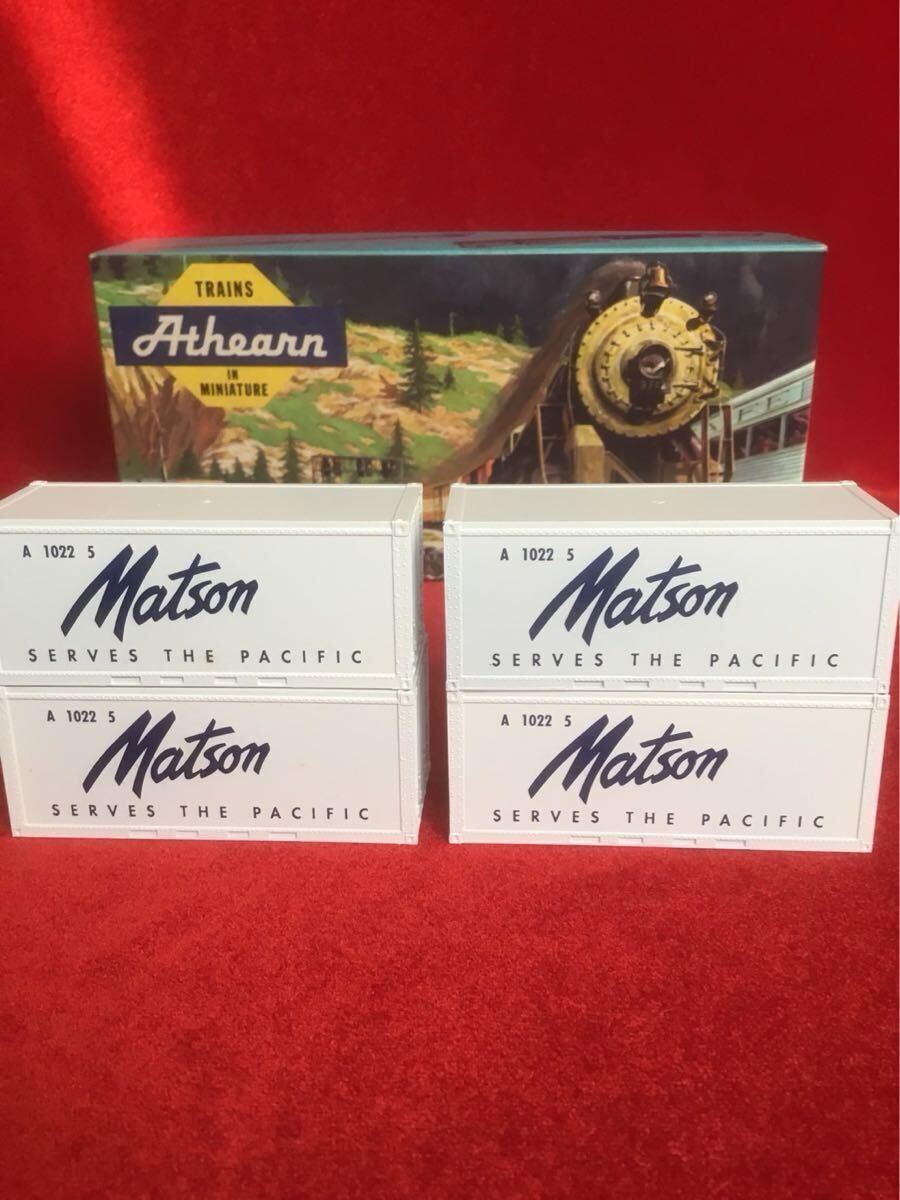 TRAINS
Athearn
IN
MINIATURE
A 1022 5
Matson
SERVES THE PACIFIC
A 1022 5
Matson
SERVES THE PACIFIC
A 1022 5
Matson
SERVES THE PACIFIC
A 1022 5
Matson
SERVES THE PACIFIC